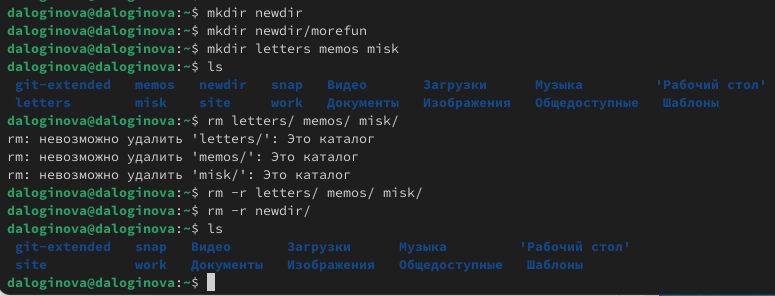 daloginova@daloginova:~$ mkdir newdir
daloginova@daloginova:~$ mkdir newdir/morefun
daloginova@daloginova:~$ mkdir letters memos misk
daloginova@daloginova:~$ ls
git-extended memos newdir snap Видео Загрузки Музыка 'Рабочий стол'
letters misk site work Документы Изображения Общедоступные Шаблоны
daloginova@daloginova:~$ rm letters/ memos/ misk/
rm: невозможно удалить 'letters/': Это каталог
rm: невозможно удалить 'memos/': Это каталог
rm: невозможно удалить 'misk/': Это каталог
daloginova@daloginova:~$ rm -r letters/ memos/ misk/
daloginova@daloginova:~$ rm -r newdir/
daloginova@daloginova:~$ ls
git-extended snap Видео Загрузки Музыка 'Рабочий стол'
site work Документы Изображения Общедоступные Шаблоны
daloginova@daloginova:~$